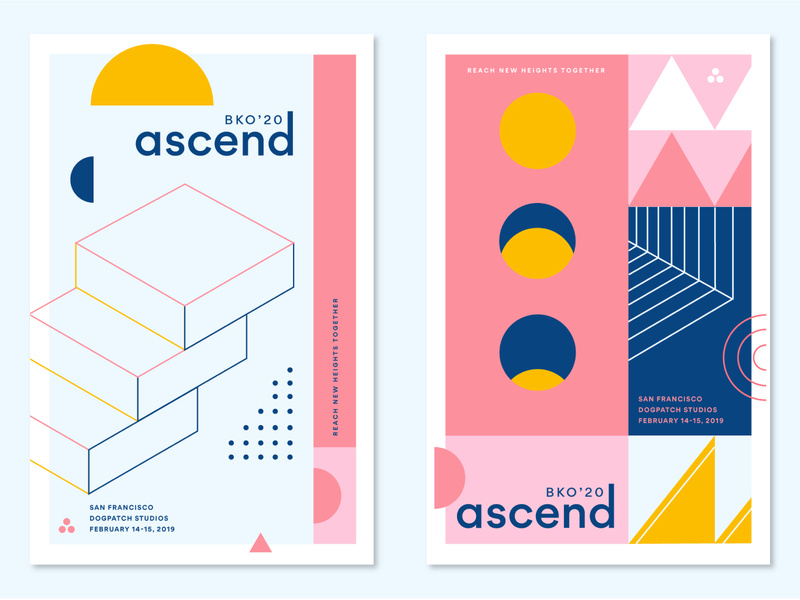 BKO’20
ascend
REACH NEW HEIGHTS TOGETHER
SAN FRANCISCO
DOGPATCH STUDIOS
FEBRUARY 14-15, 2019
REACH NEW HEIGHTS TOGETHER
SAN FRANCISCO
DOGPATCH STUDIOS
FEBRUARY 14-15, 2019
BKO’20
ascend